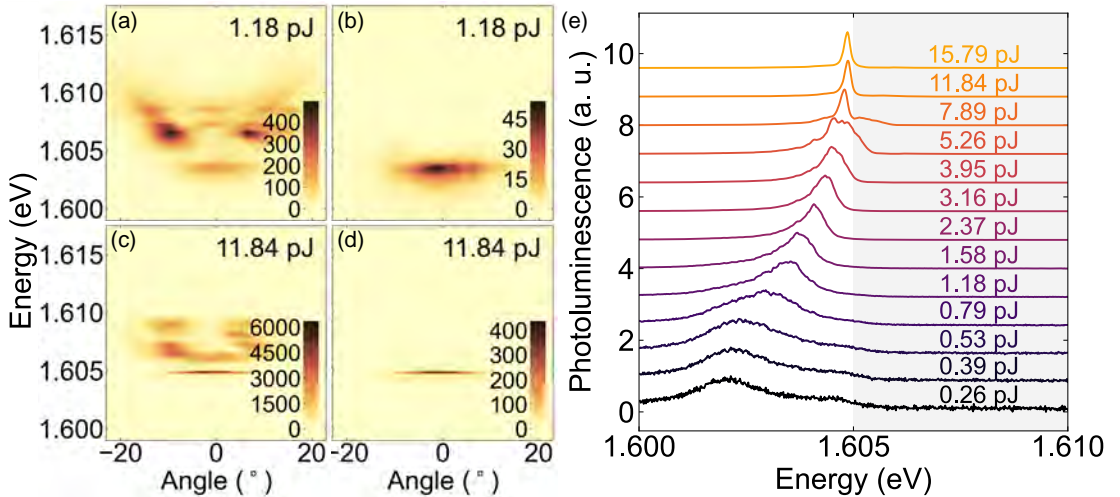 (a)
1.18 pJ
400
300
200
100
0
(b)
1.18 pJ
45
30
15
0
(c)
11.84 pJ
6000
4500
3000
1500
0
(d)
11.84 pJ
400
300
200
100
0
1.615
1.610
1.605
1.600
1.615
1.610
1.605
1.600
Energy (eV)
−20
0
20
−20
0
20
Angle (°)
Angle (°)
(e)
Photoluminescence (a. u.)
10
8
6
4
2
0
15.79 pJ
11.84 pJ
7.89 pJ
5.26 pJ
3.95 pJ
3.16 pJ
2.37 pJ
1.58 pJ
1.18 pJ
0.79 pJ
0.53 pJ
0.39 pJ
0.26 pJ
1.600
1.605
1.610
Energy (eV)